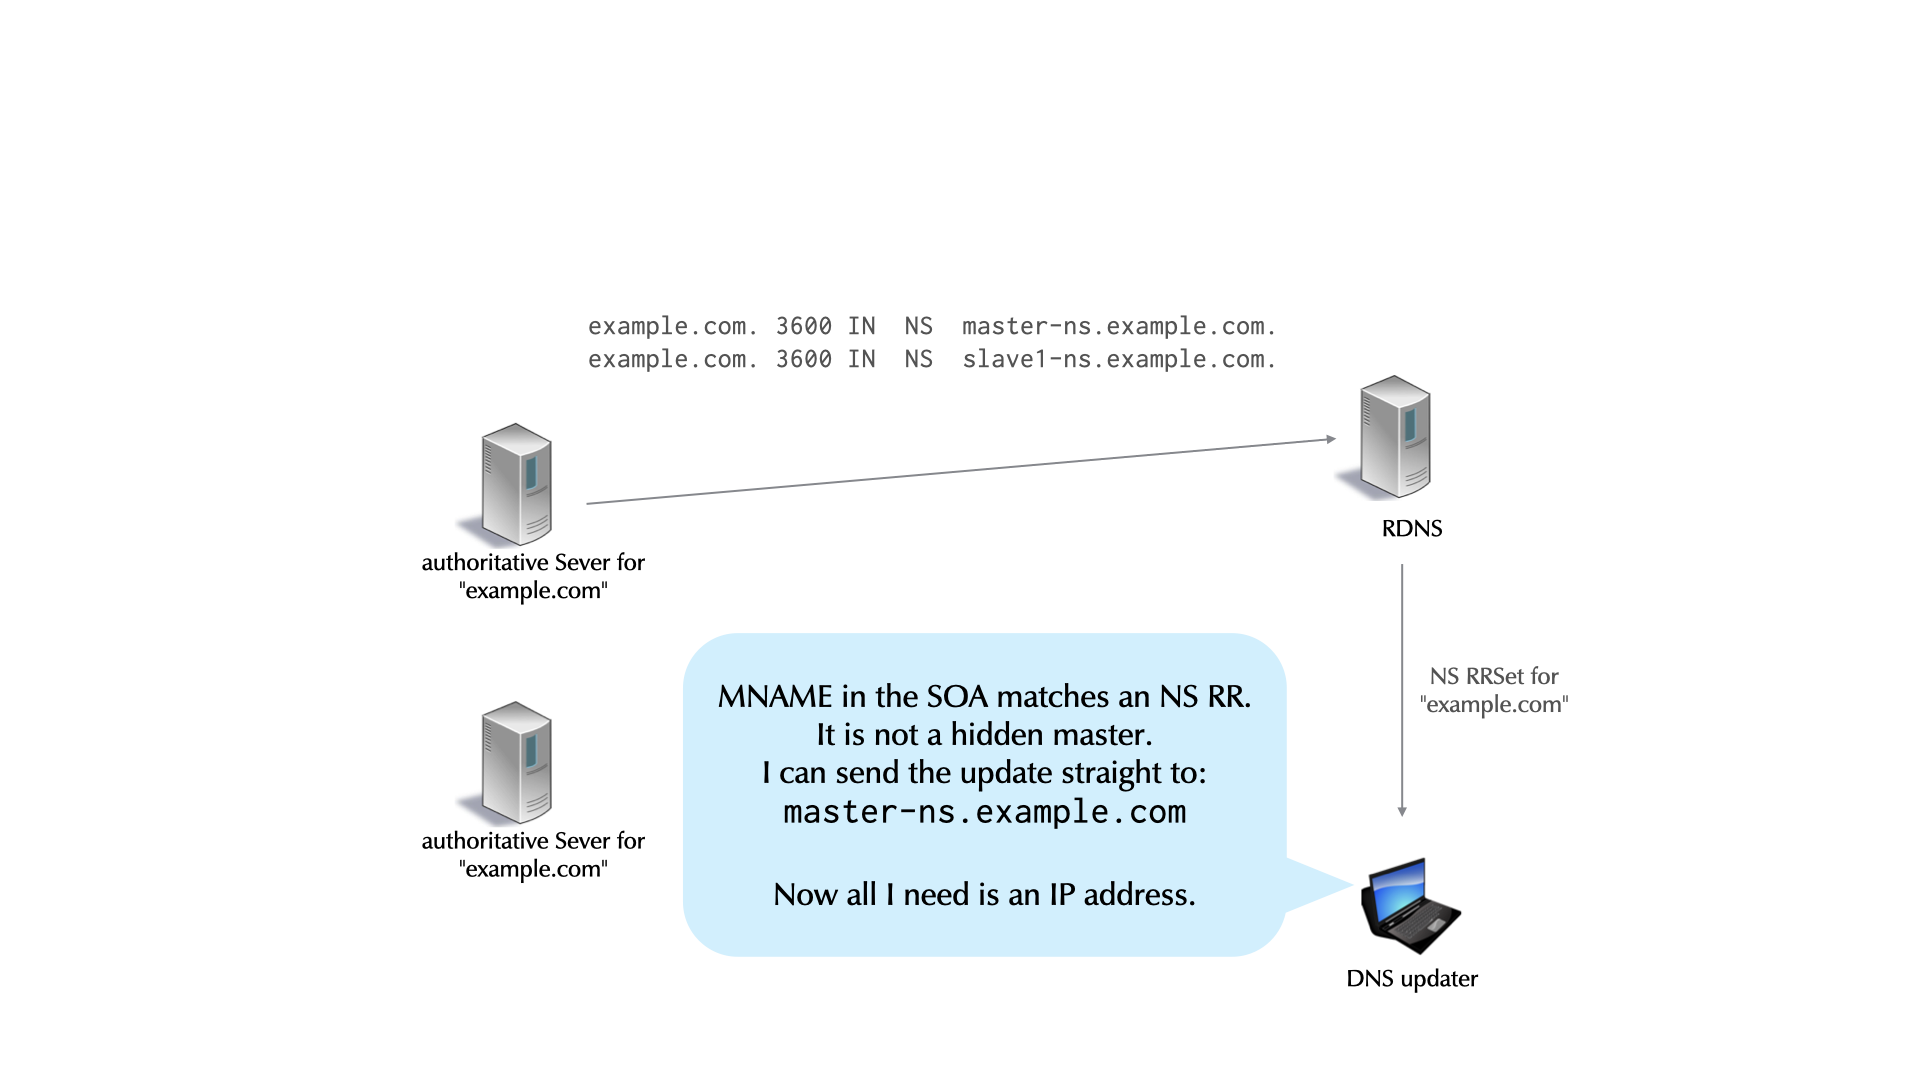 example.com. 3600 IN  NS  master-ns.example.com.
example.com. 3600 IN  NS  slave1-ns.example.com.
RDNS
authoritative Sever for
"example.com"
NS RRSet for
"example.com"
MNAME in the SOA matches an NS RR.
It is not a hidden master.
I can send the update straight to:
master-ns.example.com
Now all I need is an IP address.
authoritative Sever for
"example.com"
DNS updater